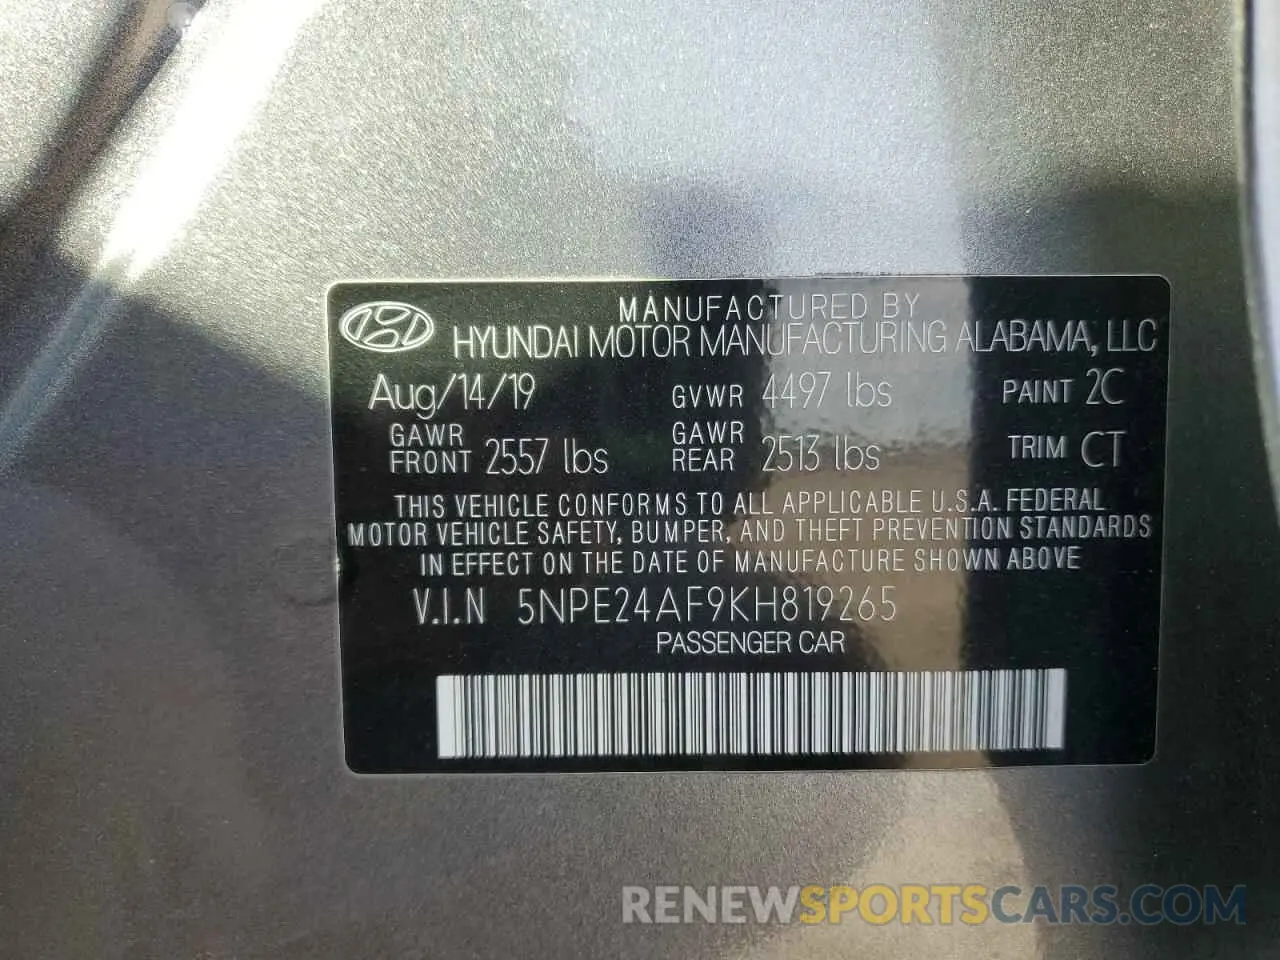 MANUFACTURED BY
HYUNDAI MOTOR MANUFACTURING ALABAMA, LLC
Aug/14/19 GVWR 4497 lbs PAINT 2C
GAWR FRONT 2557 lbs GAWR REAR 2513 lbs TRIM CT
THIS VEHICLE CONFORMS TO ALL APPLICABLE U.S.A. FEDERAL
MOTOR VEHICLE SAFETY, BUMPER, AND THEFT PREVENTION STANDARDS
IN EFFECT ON THE DATE OF MANUFACTURE SHOWN ABOVE
V.I.N 5NPE24AF9KH819265
PASSENGER CAR
RENEWSPORTSCARS.COM